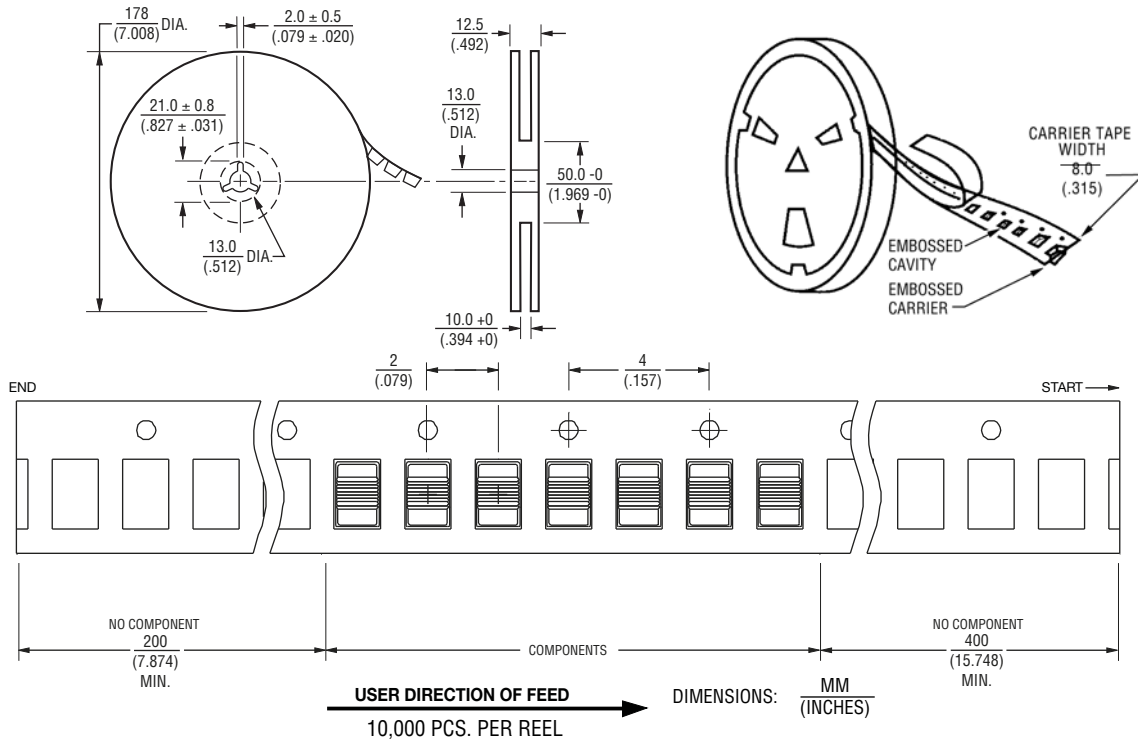 178
(7.008) DIA.
2.0 ± 0.5
(.079 ± .020)
12.5
(.492)
21.0 ± 0.8
(.827 ± .031)
13.0
(.512)
DIA.
50.0 -0
(1.969 -0)
13.0
(.512) DIA.
10.0 +0
(.394 +0)
CARRIER TAPE
WIDTH
8.0
(.315)
EMBOSSED
CAVITY
EMBOSSED
CARRIER
2
(.079)
4
(.157)
END
START
NO COMPONENT
200
(7.874)
MIN.
COMPONENTS
NO COMPONENT
400
(15.748)
MIN.
USER DIRECTION OF FEED
10,000 PCS. PER REEL
DIMENSIONS: MM
(INCHES)